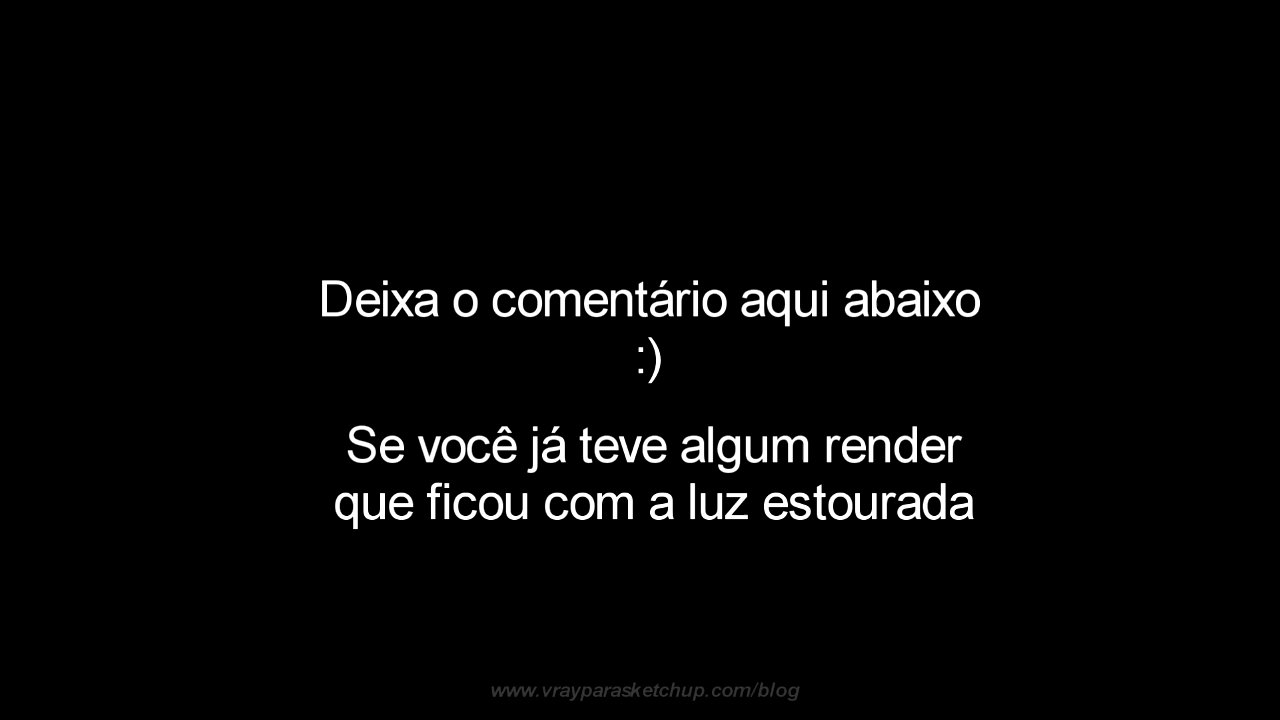 Deixa o comentário aqui abaixo
:)
Se você já teve algum render
que ficou com a luz estourada
www.vrayparasketchup.com/blog